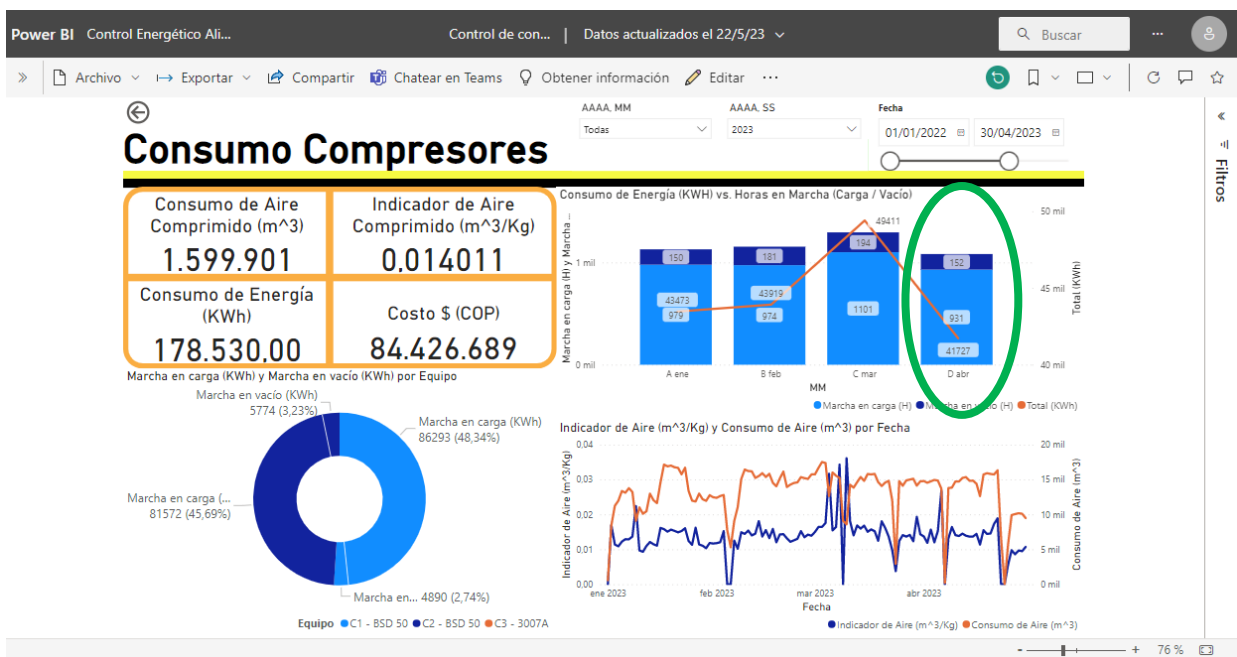 Power BI Control Energético Ali... Control de con... | Datos actualizados el 22/5/23 Buscar ...
Archivo Exportar Compartir Chatear en Teams Obtener información Editar ...
AAAA, MM AAAA, SS Fecha
Todas 2023 01/01/2022 30/04/2023
Filtros
Consumo Compresores
Consumo de Aire Comprimido (m^3)
1.599.901
Indicador de Aire Comprimido (m^3/Kg)
0,014011
Consumo de Energía (KWh)
178.530,00
Costo $ (COP)
84.426.689
Consumo de Energía (KWH) vs. Horas en Marcha (Carga / Vacío)
Marcha en carga (H) y Marcha ...
1 mil
0 mil
150 181 194 152
43473 43919 49411 41727
979 974 1101 931
50 mil
45 mil
40 mil
Total (KWh)
A ene B feb C mar D abr
MM
Marcha en carga (H) Marcha en vacío (H) Total (KWh)
Marcha en carga (KWh) y Marcha en vacío (KWh) por Equipo
Marcha en vacío (KWh)
5774 (3,23%)
Marcha en carga (KWh)
86293 (48,34%)
Marcha en carga (...
81572 (45,69%)
Marcha en... 4890 (2,74%)
Equipo C1 - BSD 50 C2 - BSD 50 C3 - 3007A
Indicador de Aire (m^3/Kg) y Consumo de Aire (m^3) por Fecha
Indicador de Aire (m^3/Kg)
0.04
0.03
0.02
0.01
0.00
20 mil
15 mil
10 mil
5 mil
0 mil
Consumo de Aire (m^3)
ene 2023 feb 2023 mar 2023 abr 2023
Fecha
Indicador de Aire (m^3/Kg) Consumo de Aire (m^3)
- + 76 %